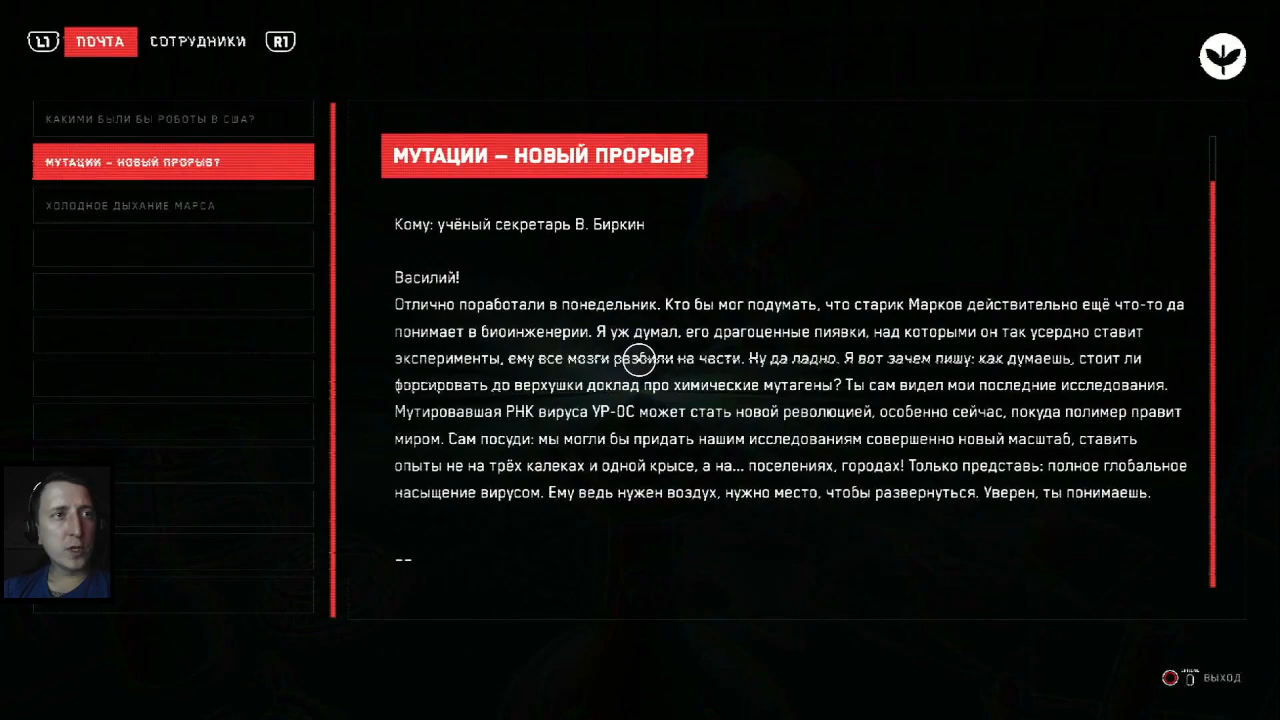 L1 ПОЧТА СОТРУДНИКИ R1
КАКИМИ БЫЛИ БЫ РОБОТЫ В США?
МУТАЦИИ – НОВЫЙ ПРОРЫВ?
ХОЛОДНОЕ ДЫХАНИЕ МАРСА
МУТАЦИИ – НОВЫЙ ПРОРЫВ?
Кому: учёный секретарь В. Биркин
Василий!
Отлично поработали в понедельник. Кто бы мог подумать, что старик Марков действительно ещё что-то да
понимает в биоинженерии. Я уж думал, его драгоценные пиявки, над которыми он так усердно ставит
эксперименты, ему все мозги разбили на части. Ну да ладно. Я вот зачем пишу: как думаешь, стоит ли
форсировать до верхушки доклад про химические мутагены? Ты сам видел мои последние исследования.
Мутировавшая РНК вируса УР-0С может стать новой революцией, особенно сейчас, покуда полимер правит
миром. Сам посуди: мы могли бы придать нашим исследованиям совершенно новый масштаб, ставить
опыты не на трёх калеках и одной крысе, а на... поселениях, городах! Только представь: полное глобальное
насыщение вирусом. Ему ведь нужен воздух, нужно место, чтобы развернуться. Уверен, ты понимаешь.
--
ВЫХОД